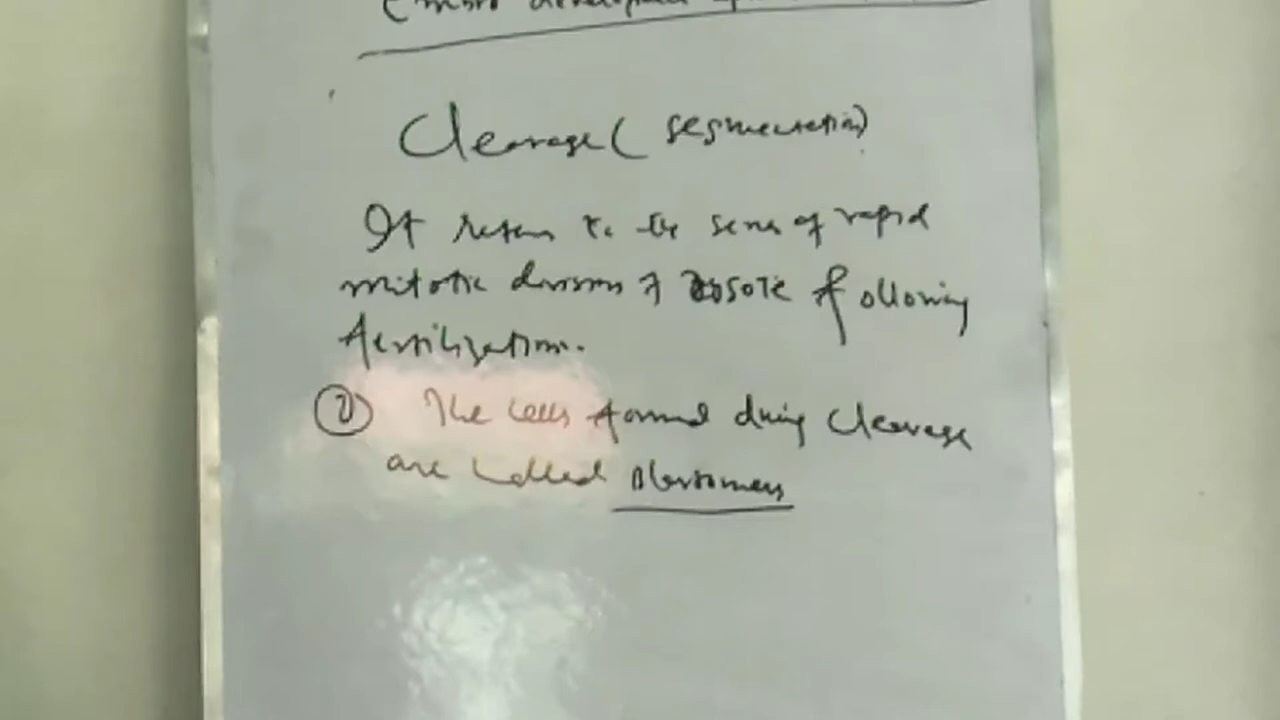 Cleavage (segmentation)
It refers to the series of rapid
mitotic divisions of zygote following
fertilization.
② The cells formed during cleavage
are called Blastomeres